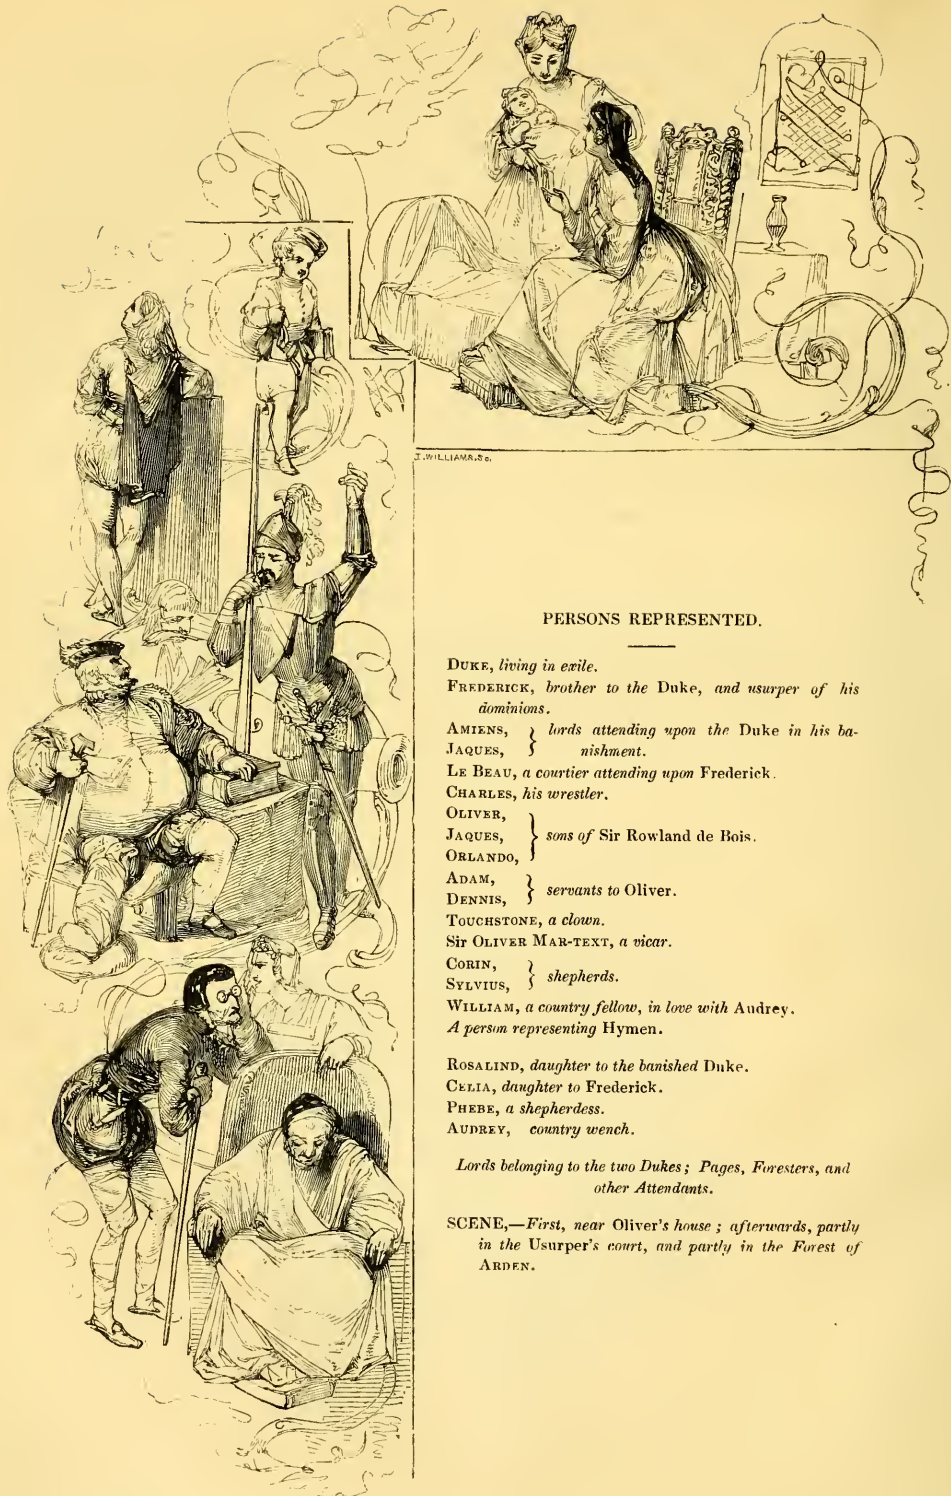 J. WILLIAMS. Sc.
PERSONS REPRESENTED.
DUKE, living in exile.
FREDERICK, brother to the Duke, and usurper of his
dominions.
AMIENS, } lords attending upon the Duke in his ba-
JAQUES, } nishment.
LE BEAU, a courtier attending upon Frederick.
CHARLES, his wrestler.
OLIVER,
JAQUES, } sons of Sir Rowland de Bois.
ORLANDO,
ADAM, } servants to Oliver.
DENNIS,
TOUCHSTONE, a clown.
Sir OLIVER MAR-TEXT, a vicar.
CORIN, } shepherds.
SYLVIUS,
WILLIAM, a country fellow, in love with Audrey.
A person representing Hymen.
ROSALIND, daughter to the banished Duke.
CELIA, daughter to Frederick.
PHEBE, a shepherdess.
AUDREY, country wench.
Lords belonging to the two Dukes; Pages, Foresters, and
other Attendants.
SCENE,—First, near Oliver's house; afterwards, partly
in the Usurper's court, and partly in the Forest of
ARDEN.